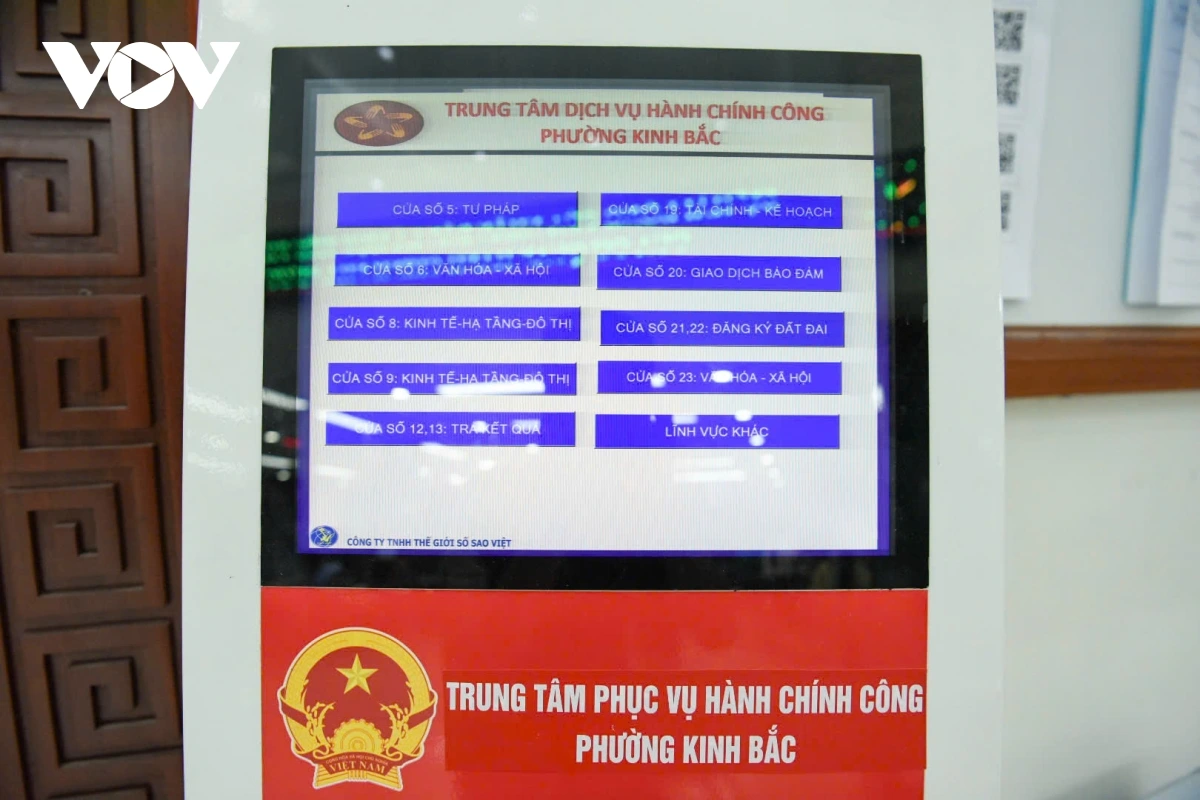 VOV
TRUNG TÂM DỊCH VỤ HÀNH CHÍNH CÔNG
PHƯỜNG KINH BẮC
CỬA SỐ 5: TƯ PHÁP
CỬA SỐ 19: TÀI CHÍNH - KẾ HOẠCH
CỬA SỐ 6: VĂN HÓA - XÃ HỘI
CỬA SỐ 20: GIAO DỊCH BẢO ĐẢM
CỬA SỐ 8: KINH TẾ-HẠ TẦNG-ĐÔ THỊ
CỬA SỐ 21,22: ĐĂNG KÝ ĐẤT ĐAI
CỬA SỐ 9: KINH TẾ-HẠ TẦNG-ĐÔ THỊ
CỬA SỐ 23: VĂN HÓA - XÃ HỘI
CỬA SỐ 12,13: TRẢ KẾT QUẢ
LĨNH VỰC KHÁC
CÔNG TY TNHH THẾ GIỚI SỐ SAO VIỆT
TRUNG TÂM PHỤC VỤ HÀNH CHÍNH CÔNG
PHƯỜNG KINH BẮC
VIỆT NAM